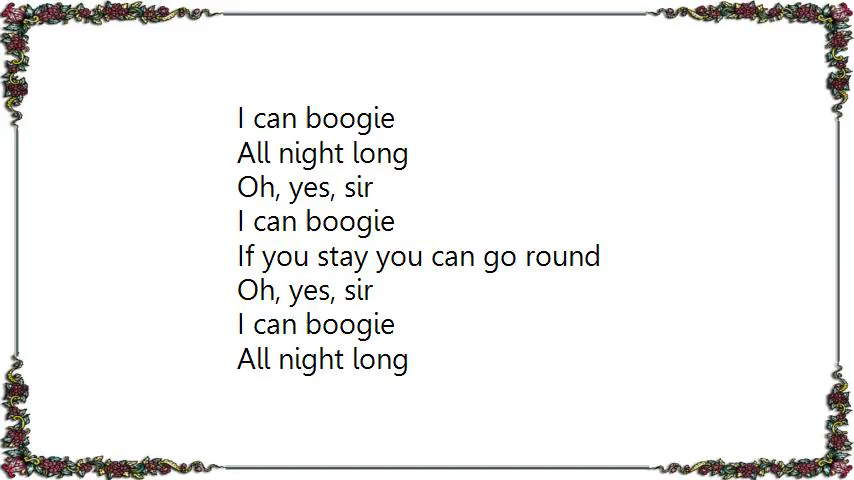 I can boogie
All night long
Oh, yes, sir
I can boogie
If you stay you can go round
Oh, yes, sir
I can boogie
All night long